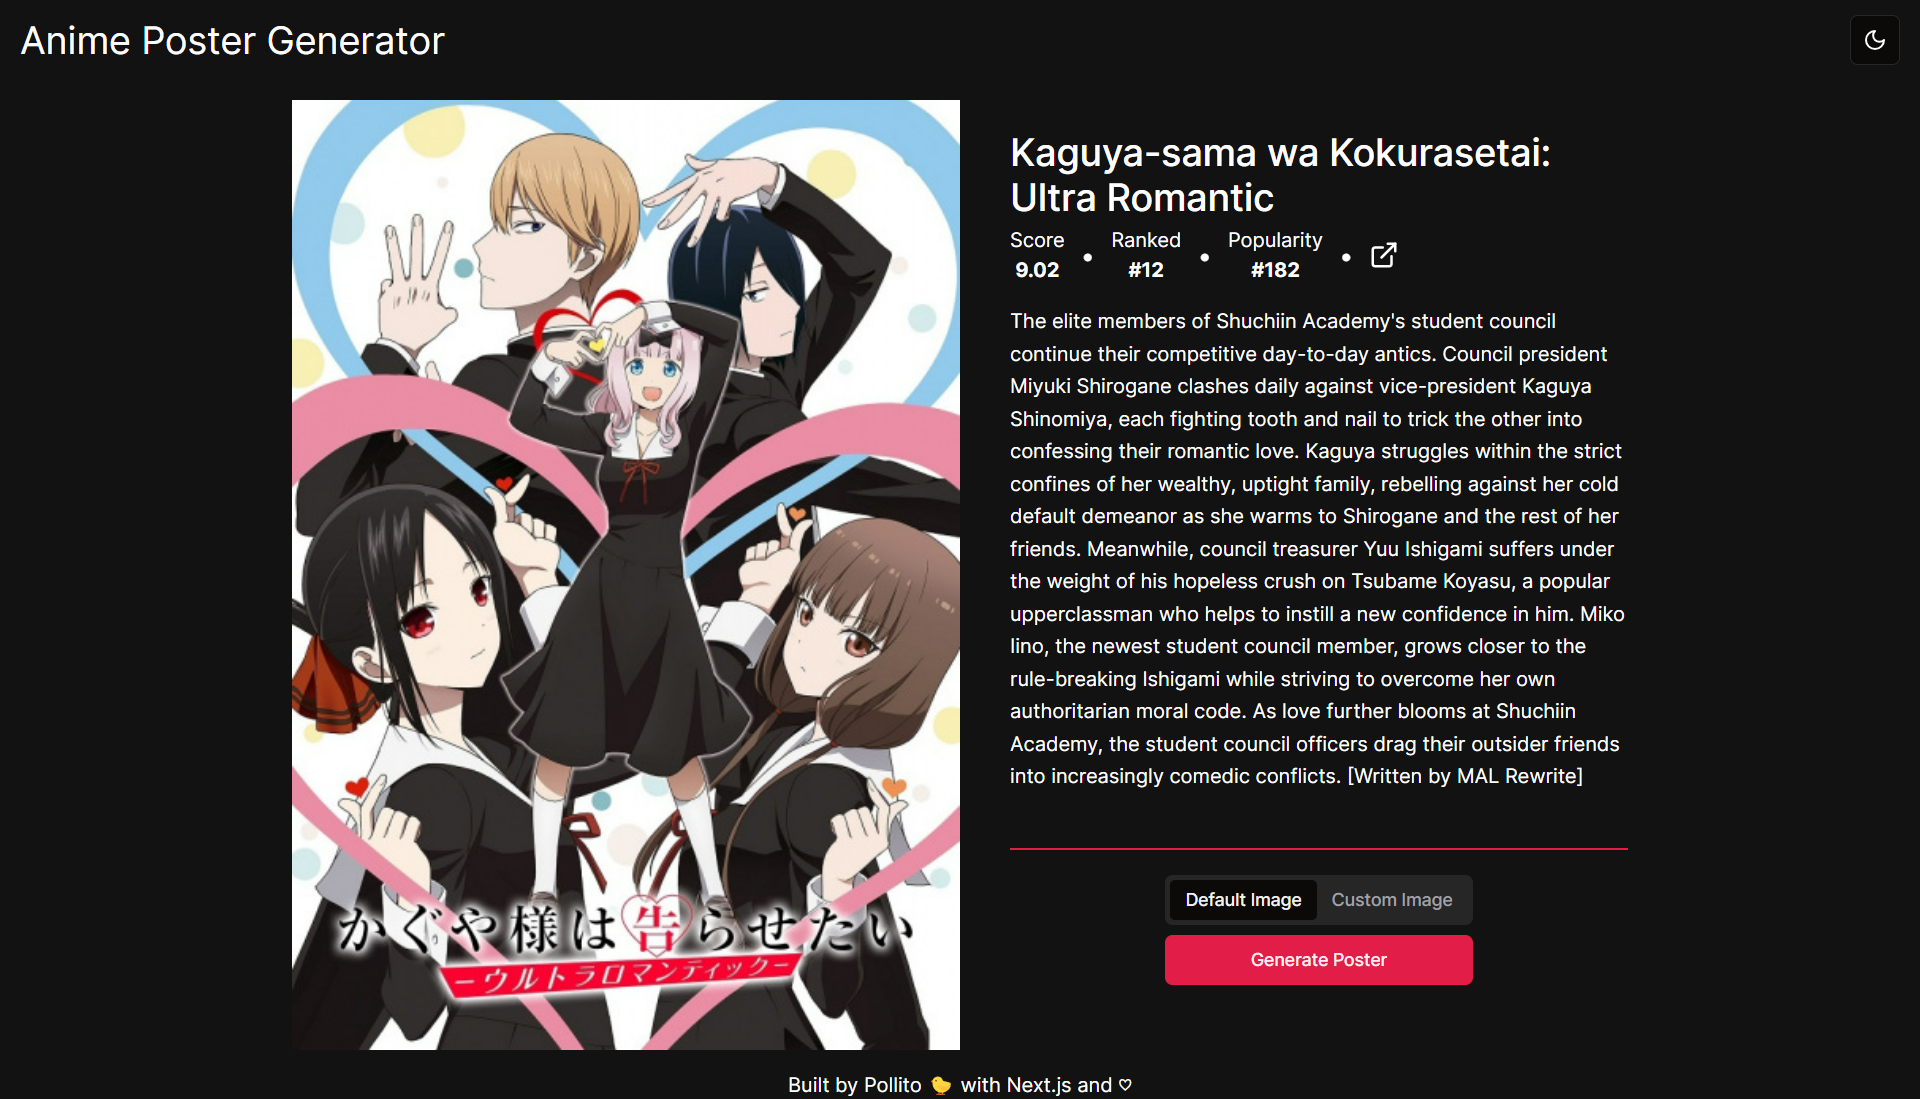 Anime Poster Generator
かぐや様は告らせたい
ーウルトラロマンティックー
Kaguya-sama wa Kokurasetai:
Ultra Romantic
Score Ranked Popularity
9.02 #12 #182
The elite members of Shuchiin Academy's student council
continue their competitive day-to-day antics. Council president
Miyuki Shirogane clashes daily against vice-president Kaguya
Shinomiya, each fighting tooth and nail to trick the other into
confessing their romantic love. Kaguya struggles within the strict
confines of her wealthy, uptight family, rebelling against her cold
default demeanor as she warms to Shirogane and the rest of her
friends. Meanwhile, council treasurer Yuu Ishigami suffers under
the weight of his hopeless crush on Tsubame Koyasu, a popular
upperclassman who helps to instill a new confidence in him. Miko
Iino, the newest student council member, grows closer to the
rule-breaking Ishigami while striving to overcome her own
authoritarian moral code. As love further blooms at Shuchiin
Academy, the student council officers drag their outsider friends
into increasingly comedic conflicts. [Written by MAL Rewrite]
Default Image Custom Image
Generate Poster
Built by Pollito 🐤 with Next.js and ♡